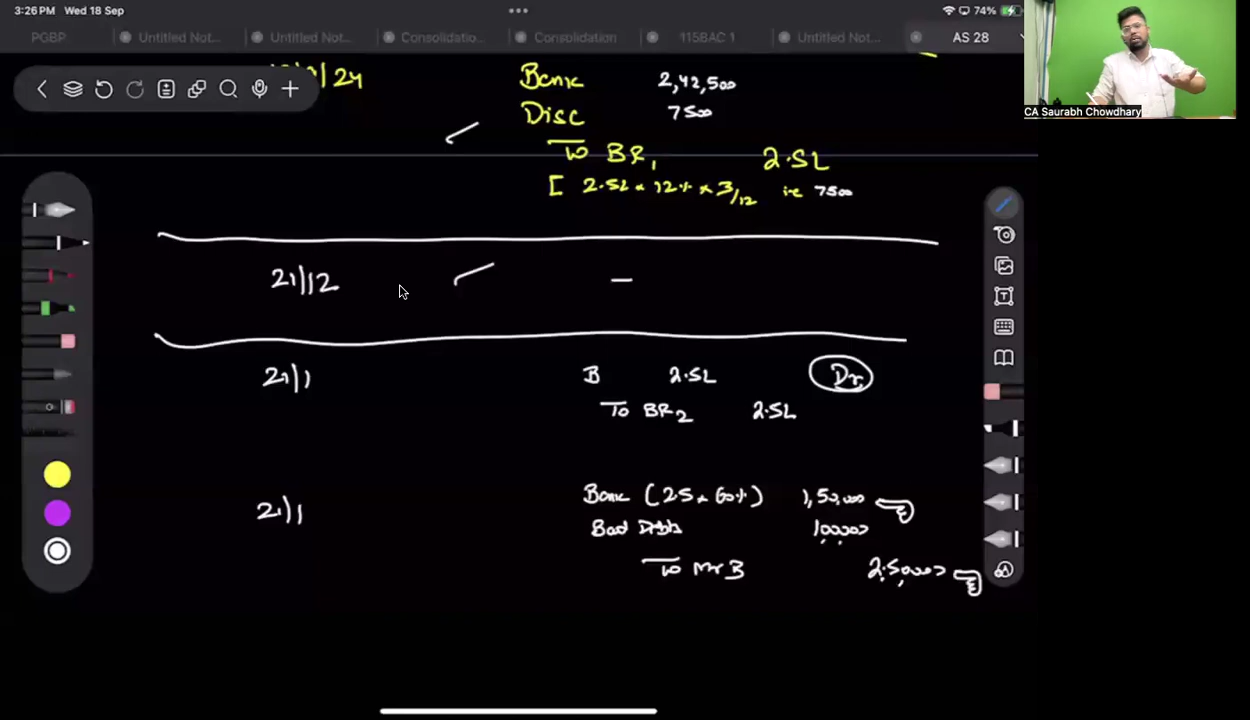 3:26 PM Wed 18 Sep
74%
PGBP
Untitled Not...
Untitled Not...
Consolidatio...
Consolidation
115BAC 1
Untitled Not...
AS 28
CA Saurabh Chowdhary
/24
Bank 2,42,500
Disc 7500
To BR1 2.5L
[ 2.5L x 12% x 3/12 i.e 7500
21/12 —
21/1 B 2.5L Dr.
To BR2 2.5L
21/1 Bank (25 x 60%) 1,50,000
Bad Debts 100000
To Mr B 2.50000